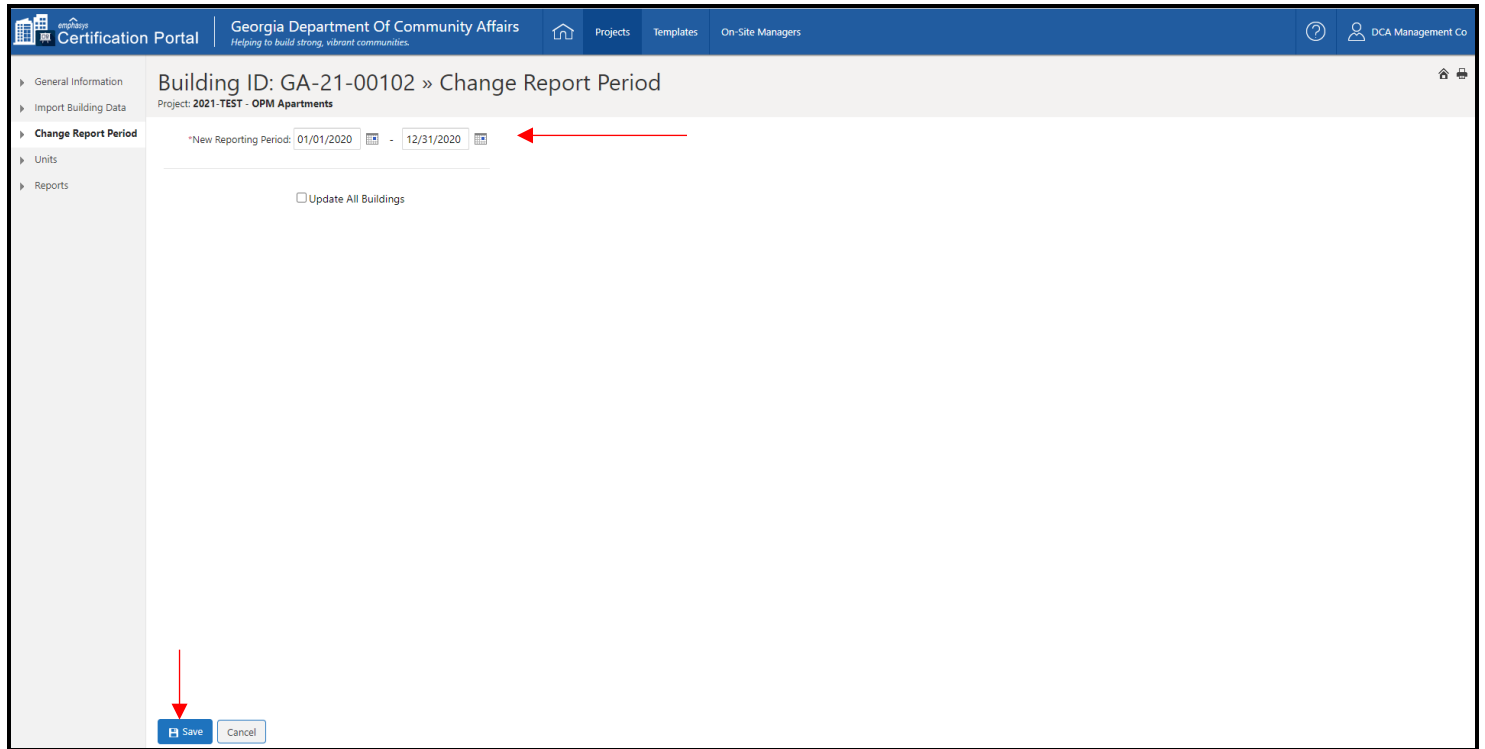 emphasys
Certification Portal
Georgia Department Of Community Affairs
Helping to build strong, vibrant communities.
Projects
Templates
On-Site Managers
DCA Management Co
General Information
Import Building Data
Change Report Period
Units
Reports
Building ID: GA-21-00102 » Change Report Period
Project: 2021-TEST - OPM Apartments
*New Reporting Period: 01/01/2020 - 12/31/2020
Update All Buildings
Save
Cancel